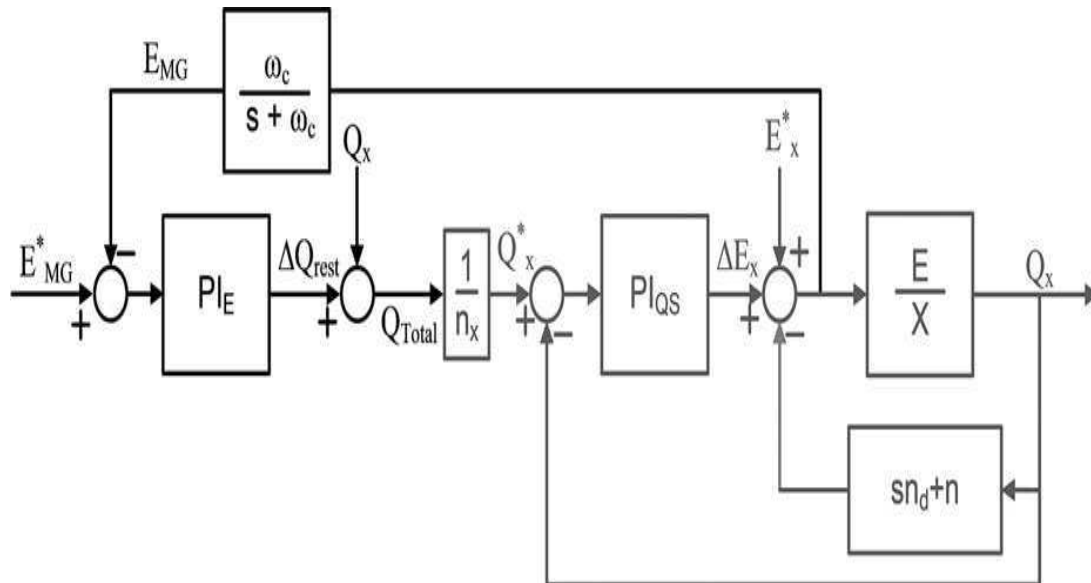 E_MG
ω_c
s + ω_c
Q_x
E*_x
E*_MG
−
+
PI_E
ΔQ_rest
+
Q_Total
1
n_x
Q*_x
+
−
PI_QS
ΔE_x
+
+
−
E
X
Q_x
sn_d+n